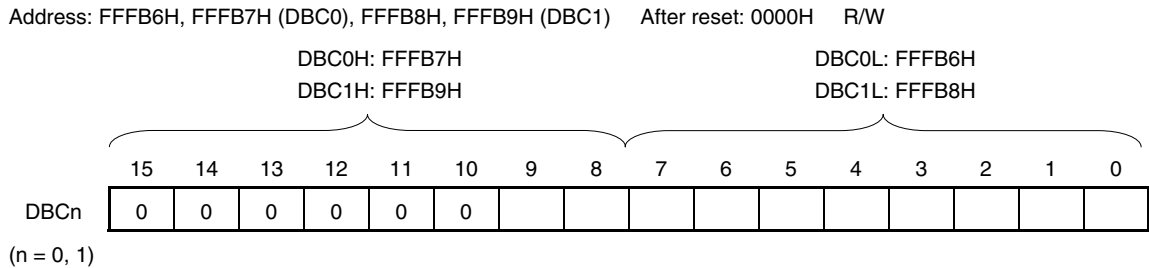 Address: FFFB6H, FFFB7H (DBC0), FFFB8H, FFFB9H (DBC1) After reset: 0000H R/W
DBC0H: FFFB7H DBC0L: FFFB6H
DBC1H: FFFB9H DBC1L: FFFB8H
15 14 13 12 11 10 9 8 7 6 5 4 3 2 1 0
DBCn 0 0 0 0 0 0
(n = 0, 1)